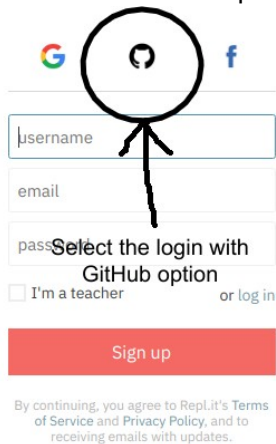 username
email
password
Select the login with
GitHub option
I'm a teacher
or log in
Sign up
By continuing, you agree to Repl.it's Terms
of Service and Privacy Policy, and to
receiving emails with updates.